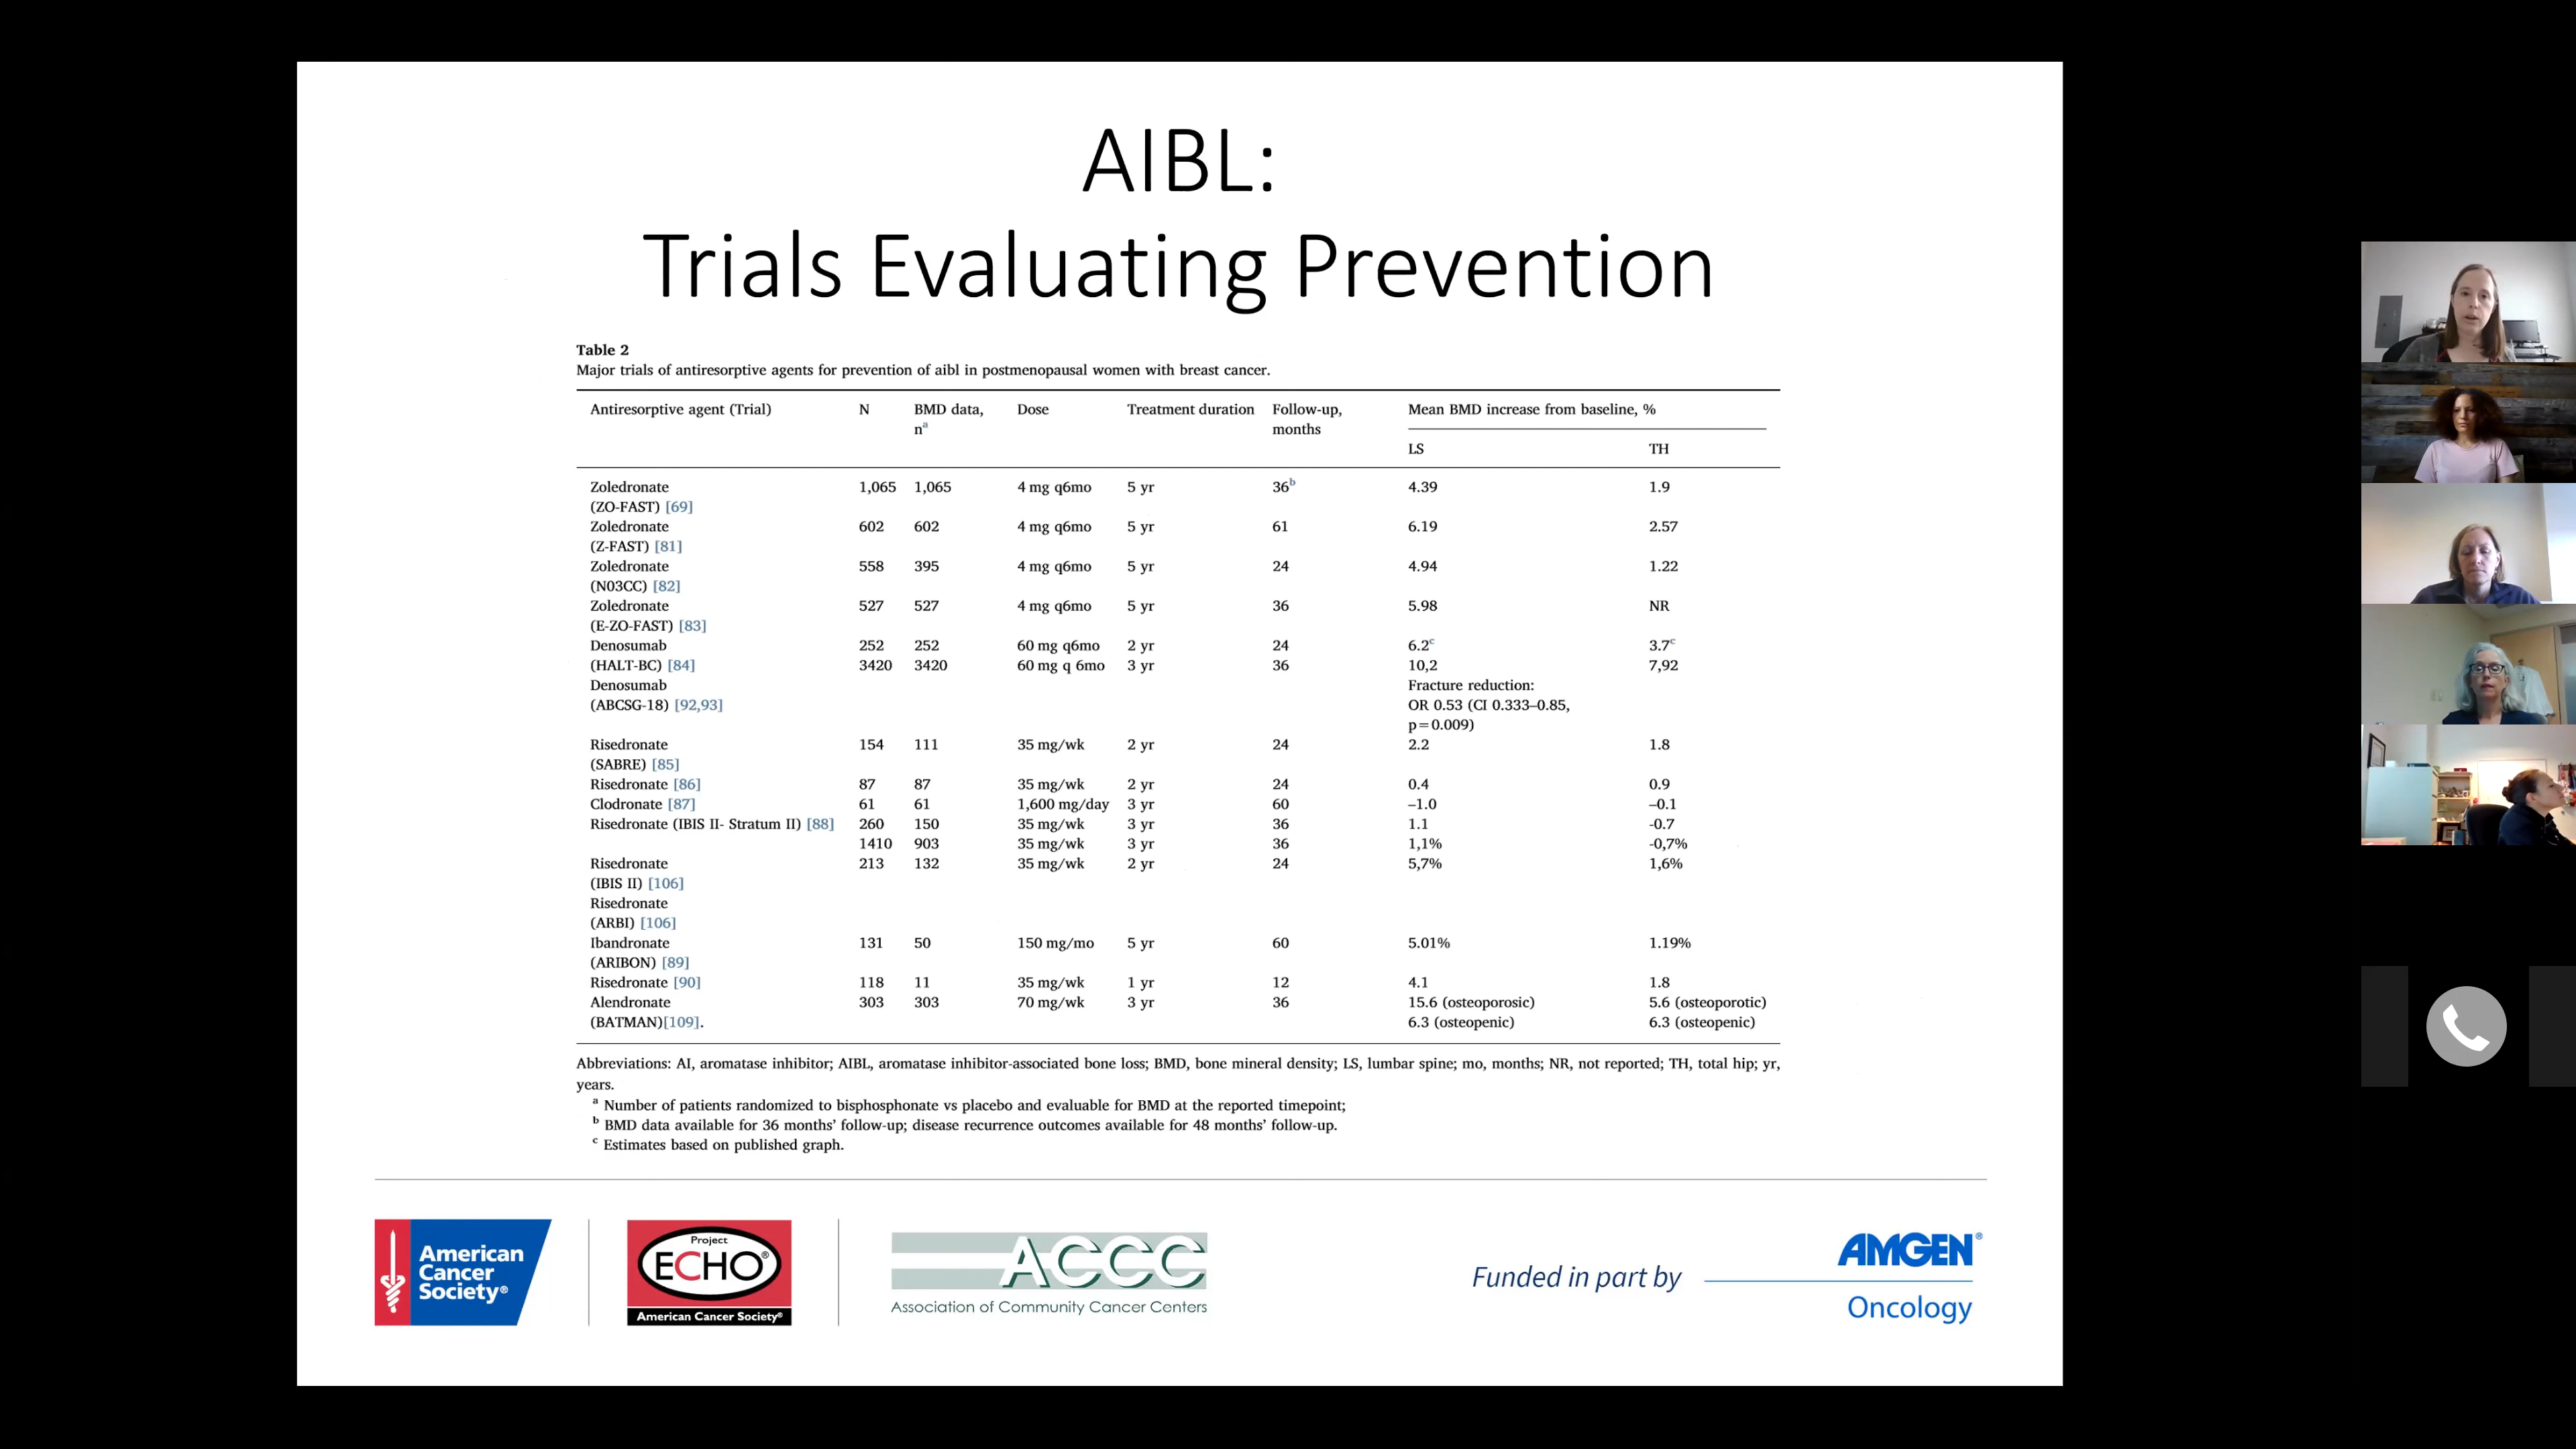 AIBL:
Trials Evaluating Prevention
Table 2
Major trials of antiresorptive agents for prevention of aibl in postmenopausal women with breast cancer.
Antiresorptive agent (Trial) N BMD data, Dose Treatment duration Follow-up, Mean BMD increase from baseline, %
nᵃ months
LS TH
Zoledronate 1,065 1,065 4 mg q6mo 5 yr 36ᵇ 4.39 1.9
(ZO-FAST) [69]
Zoledronate 602 602 4 mg q6mo 5 yr 61 6.19 2.57
(Z-FAST) [81]
Zoledronate 558 395 4 mg q6mo 5 yr 24 4.94 1.22
(N03CC) [82]
Zoledronate 527 527 4 mg q6mo 5 yr 36 5.98 NR
(E-ZO-FAST) [83]
Denosumab 252 252 60 mg q6mo 2 yr 24 6.2ᶜ 3.7ᶜ
(HALT-BC) [84] 3420 3420 60 mg q 6mo 3 yr 36 10,2 7,92
Denosumab Fracture reduction:
(ABCSG-18) [92,93] OR 0.53 (CI 0.333–0.85,
p=0.009)
Risedronate 154 111 35 mg/wk 2 yr 24 2.2 1.8
(SABRE) [85]
Risedronate [86] 87 87 35 mg/wk 2 yr 24 0.4 0.9
Clodronate [87] 61 61 1,600 mg/day 3 yr 60 –1.0 –0.1
Risedronate (IBIS II- Stratum II) [88] 260 150 35 mg/wk 3 yr 36 1.1 -0.7
1410 903 35 mg/wk 3 yr 36 1,1% -0,7%
Risedronate 213 132 35 mg/wk 2 yr 24 5,7% 1,6%
(IBIS II) [106]
Risedronate
(ARBI) [106]
Ibandronate 131 50 150 mg/mo 5 yr 60 5.01% 1.19%
(ARIBON) [89]
Risedronate [90] 118 11 35 mg/wk 1 yr 12 4.1 1.8
Alendronate 303 303 70 mg/wk 3 yr 36 15.6 (osteoporosic) 5.6 (osteoporotic)
(BATMAN)[109]. 6.3 (osteopenic) 6.3 (osteopenic)
Abbreviations: AI, aromatase inhibitor; AIBL, aromatase inhibitor-associated bone loss; BMD, bone mineral density; LS, lumbar spine; mo, months; NR, not reported; TH, total hip; yr,
years.
ᵃ Number of patients randomized to bisphosphonate vs placebo and evaluable for BMD at the reported timepoint;
ᵇ BMD data available for 36 months’ follow-up; disease recurrence outcomes available for 48 months’ follow-up.
ᶜ Estimates based on published graph.
American
Cancer
Society®
Project
ECHO®
American Cancer Society®
ACCC
Association of Community Cancer Centers
Funded in part by
AMGEN®
Oncology